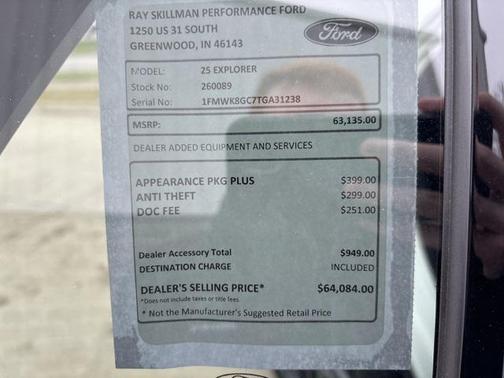 RAY SKILLMAN PERFORMANCE FORD
1250 US 31 SOUTH
GREENWOOD, IN 46143
Ford
MODEL: 25 EXPLORER
Stock No: 260089
Serial No: 1FMWK8GC7TGA31238
MSRP: 63,135.00
DEALER ADDED EQUIPMENT AND SERVICES
APPEARANCE PKG PLUS $399.00
ANTI THEFT $299.00
DOC FEE $251.00
Dealer Accessory Total $949.00
DESTINATION CHARGE INCLUDED
DEALER'S SELLING PRICE* $64,084.00
*Does not include taxes or title fees
* Not the Manufacturer's Suggested Retail Price